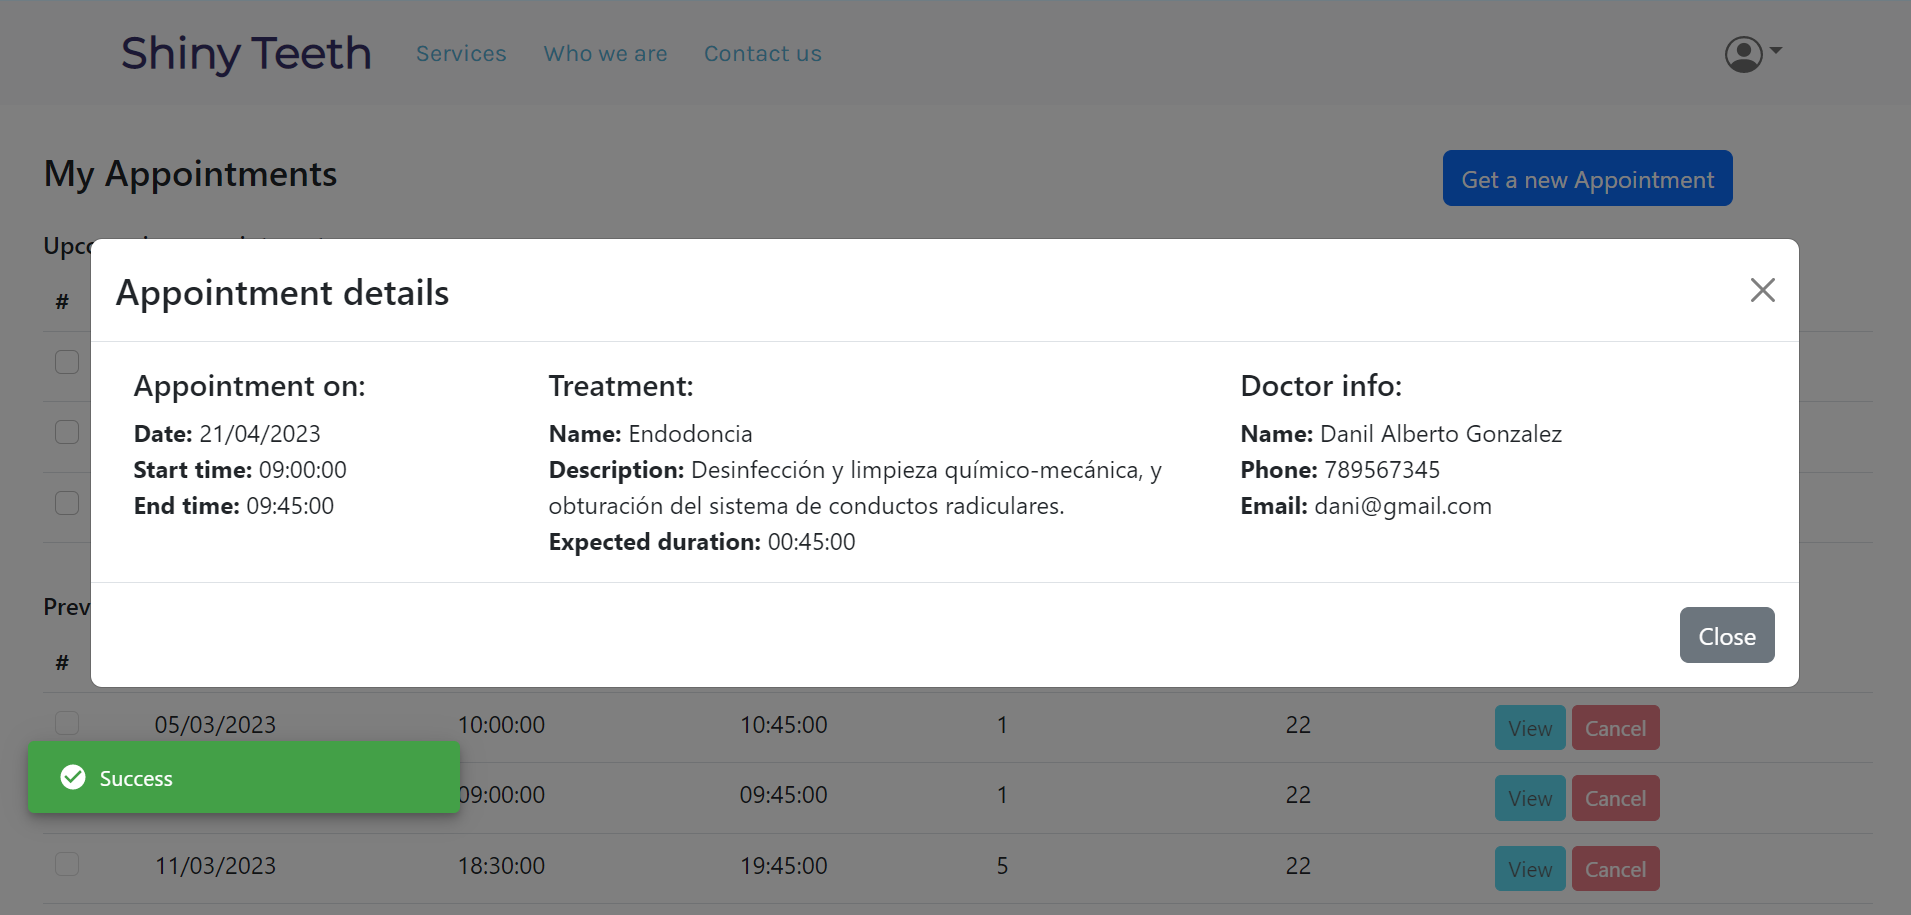 Shiny Teeth Services Who we are Contact us
My Appointments Get a new Appointment
Appointment details
#
Appointment on: Treatment: Doctor info:
Date: 21/04/2023 Name: Endodoncia Name: Danil Alberto Gonzalez
Start time: 09:00:00 Description: Desinfección y limpieza químico-mecánica, y Phone: 789567345
End time: 09:45:00 obturación del sistema de conductos radiculares. Email: dani@gmail.com
Expected duration: 00:45:00
Close
#
05/03/2023 10:00:00 10:45:00 1 22 View Cancel
Success
09:00:00 09:45:00 1 22 View Cancel
11/03/2023 18:30:00 19:45:00 5 22 View Cancel